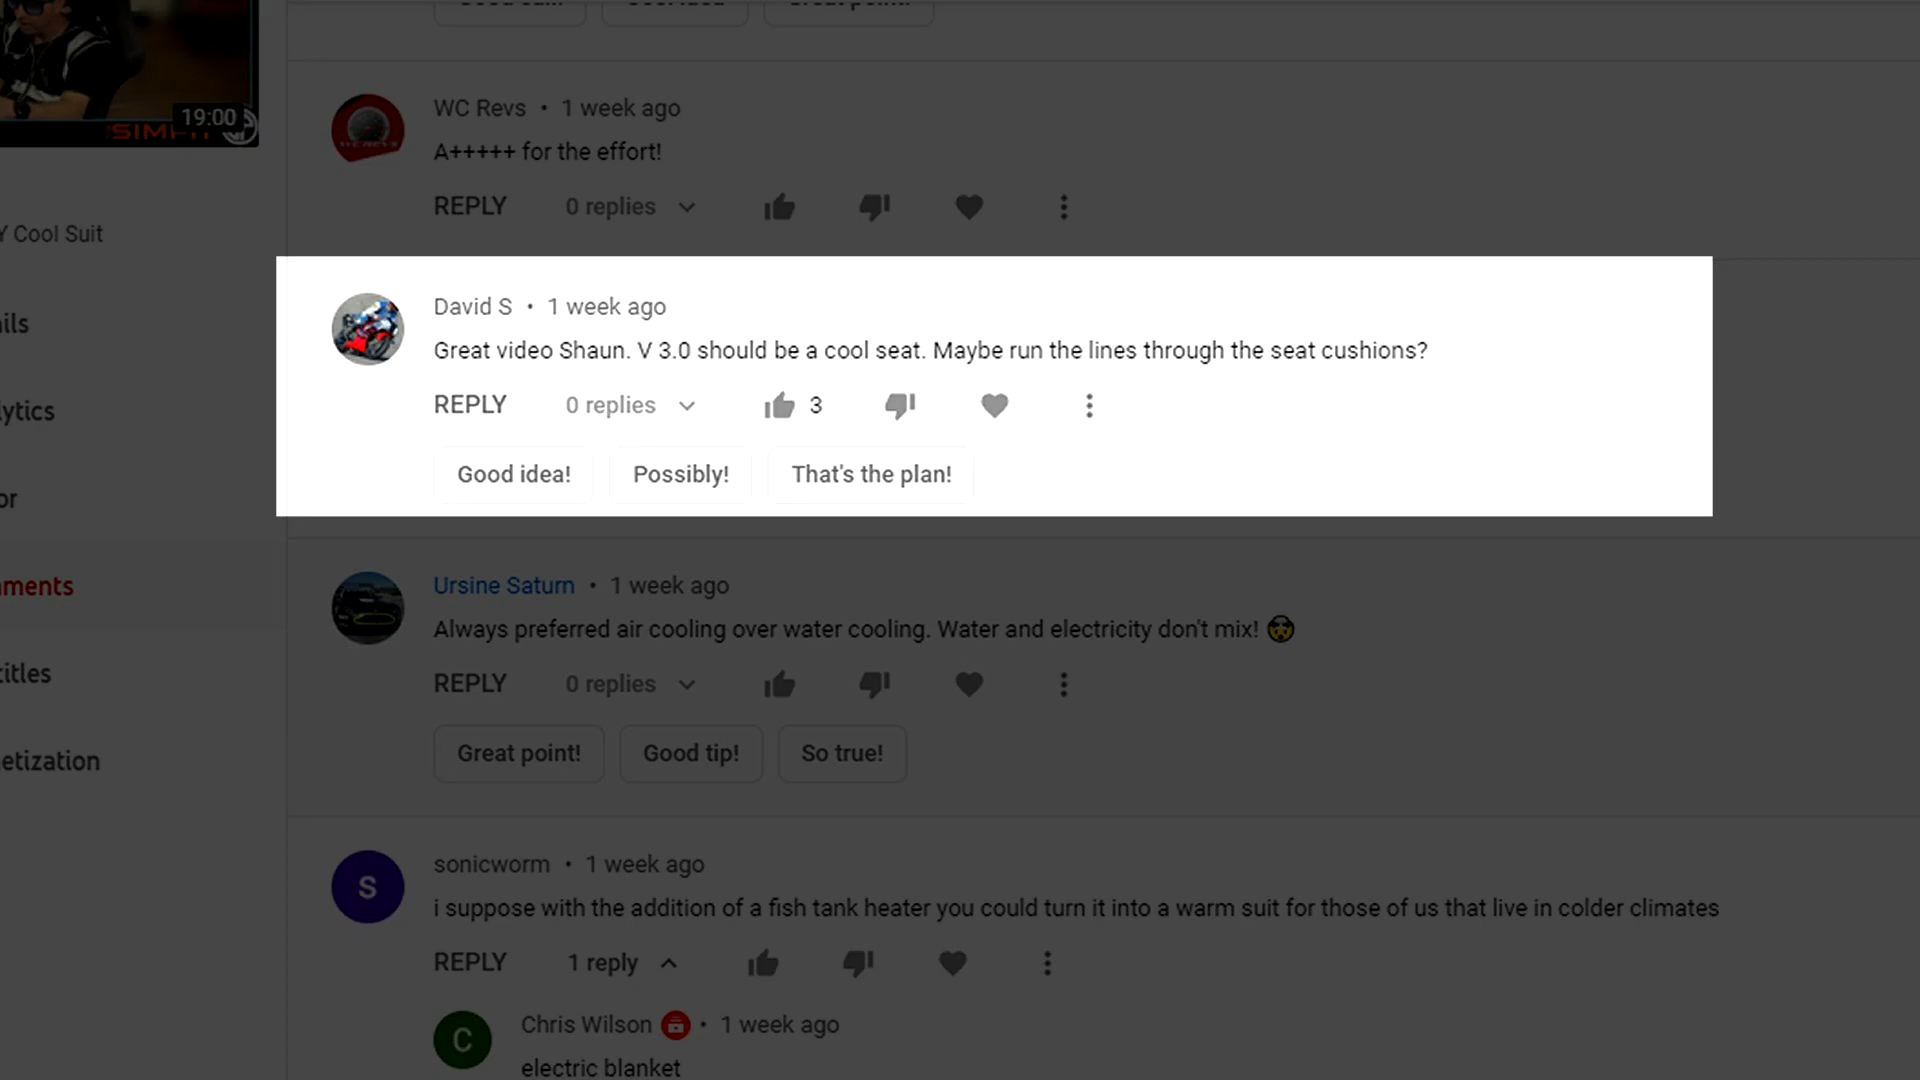 19:00
Y Cool Suit
ils
lytics
or
ments
titles
etization
WC Revs • 1 week ago
A+++++ for the effort!
REPLY 0 replies
David S • 1 week ago
Great video Shaun. V 3.0 should be a cool seat. Maybe run the lines through the seat cushions?
REPLY 0 replies 3
Good idea! Possibly! That's the plan!
Ursine Saturn • 1 week ago
Always preferred air cooling over water cooling. Water and electricity don't mix! 🤯
REPLY 0 replies
Great point! Good tip! So true!
S
sonicworm • 1 week ago
i suppose with the addition of a fish tank heater you could turn it into a warm suit for those of us that live in colder climates
REPLY 1 reply
C
Chris Wilson • 1 week ago
electric blanket